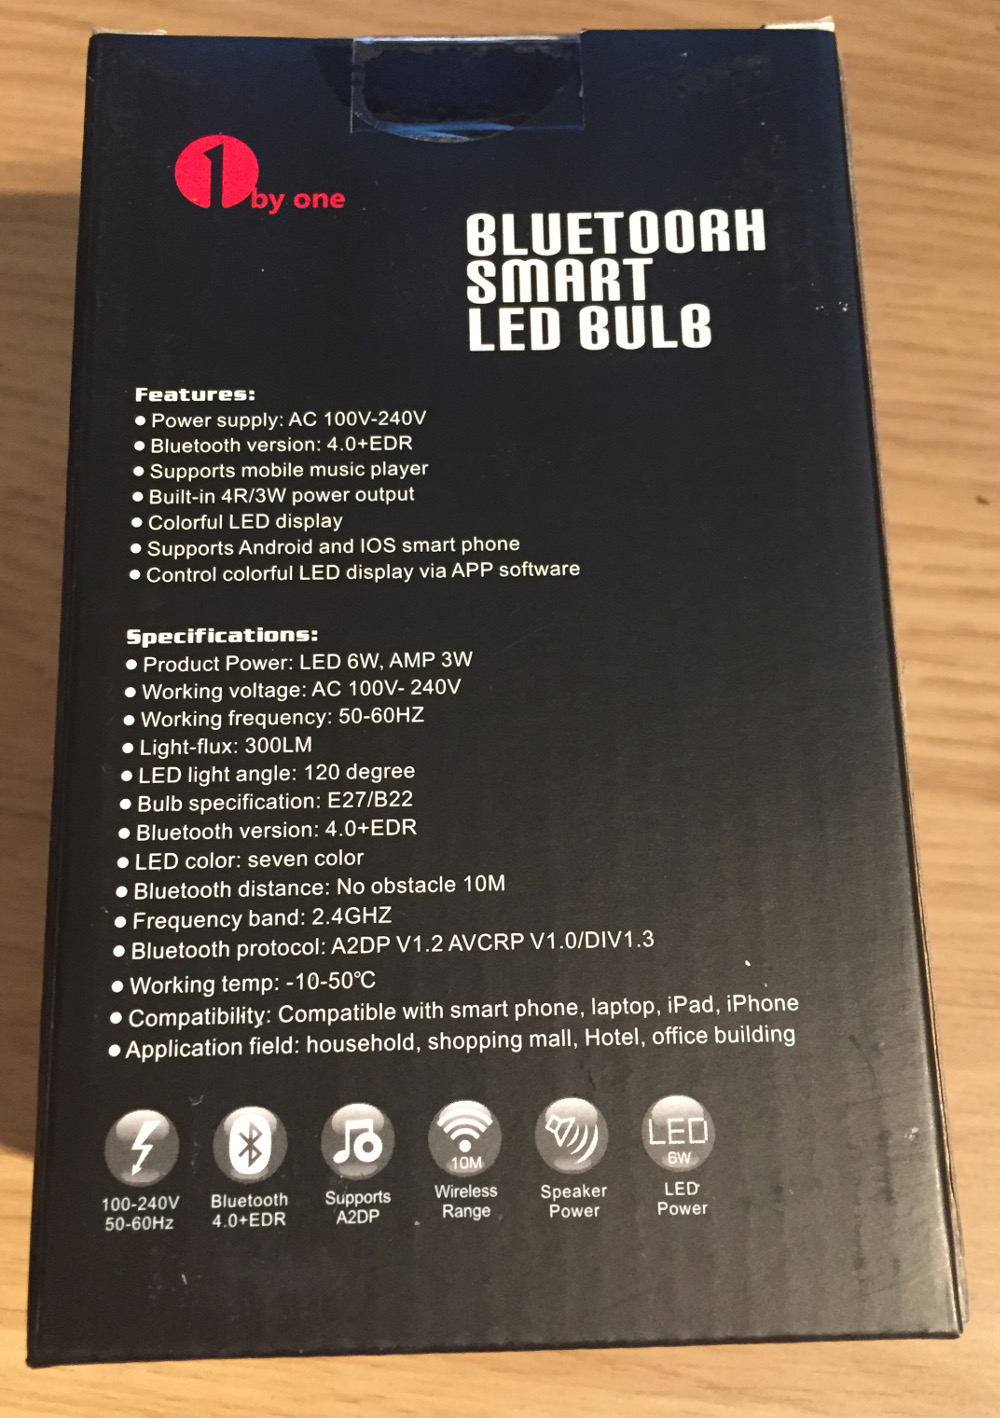 1 by one
BLUETOORH
SMART
LED BULB
Features:
● Power supply: AC 100V-240V
● Bluetooth version: 4.0+EDR
● Supports mobile music player
● Built-in 4R/3W power output
● Colorful LED display
● Supports Android and IOS smart phone
● Control colorful LED display via APP software
Specifications:
● Product Power: LED 6W, AMP 3W
● Working voltage: AC 100V- 240V
● Working frequency: 50-60HZ
● Light-flux: 300LM
● LED light angle: 120 degree
● Bulb specification: E27/B22
● Bluetooth version: 4.0+EDR
● LED color: seven color
● Bluetooth distance: No obstacle 10M
● Frequency band: 2.4GHZ
● Bluetooth protocol: A2DP V1.2 AVCRP V1.0/DIV1.3
● Working temp: -10-50℃
● Compatibility: Compatible with smart phone, laptop, iPad, iPhone
● Application field: household, shopping mall, Hotel, office building
100-240V
50-60Hz
Bluetooth
4.0+EDR
Supports
A2DP
10M
Wireless
Range
Speaker
Power
LED
6W
LED
Power